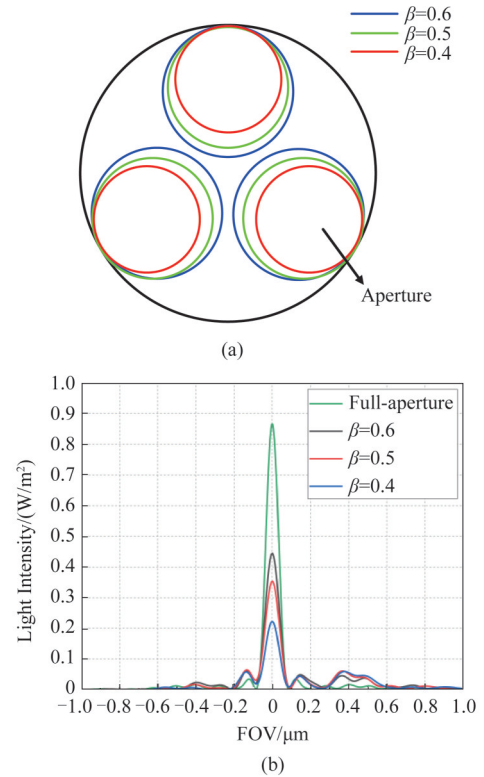 β=0.6
β=0.5
β=0.4
Aperture
(a)
1.0
0.9
0.8
0.7
0.6
0.5
0.4
0.3
0.2
0.1
0
Light Intensity/(W/m²)
Full-aperture
β=0.6
β=0.5
β=0.4
−1.0 −0.8 −0.6 −0.4 −0.2 0 0.2 0.4 0.6 0.8 1.0
FOV/μm
(b)